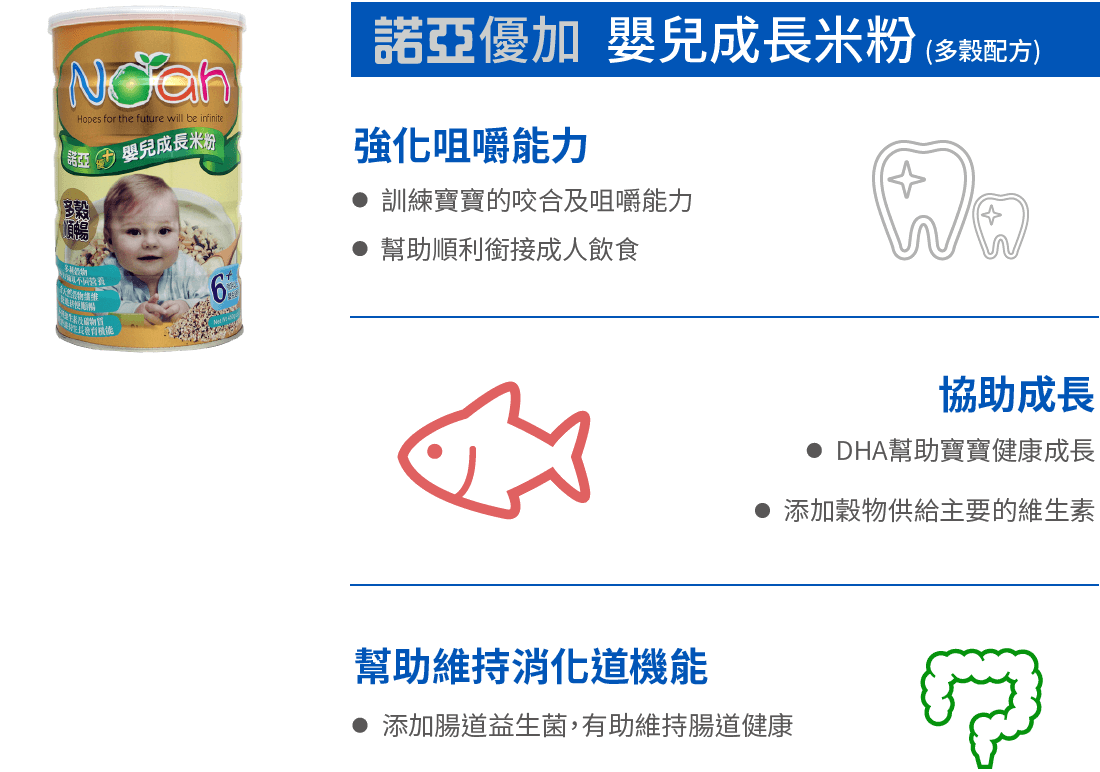 Noah
Hopes for the future will be infinite
諾亞 優+ 嬰兒成長米粉
多穀
順暢
6+
諾亞優加 嬰兒成長米粉 (多穀配方)
強化咀嚼能力
● 訓練寶寶的咬合及咀嚼能力
● 幫助順利銜接成人飲食
協助成長
● DHA幫助寶寶健康成長
● 添加穀物供給主要的維生素
幫助維持消化道機能
● 添加腸道益生菌,有助維持腸道健康